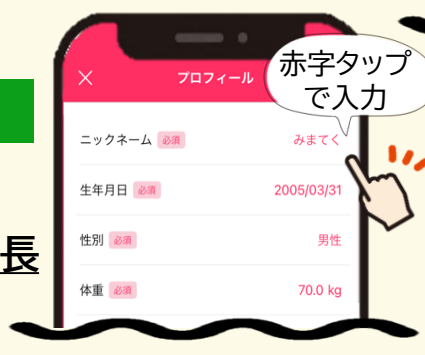 赤字タップ
で入力
× プロフィール
ニックネーム 必須 みまてく
生年月日 必須 2005/03/31
性別 必須 男性
長
体重 必須 70.0 kg